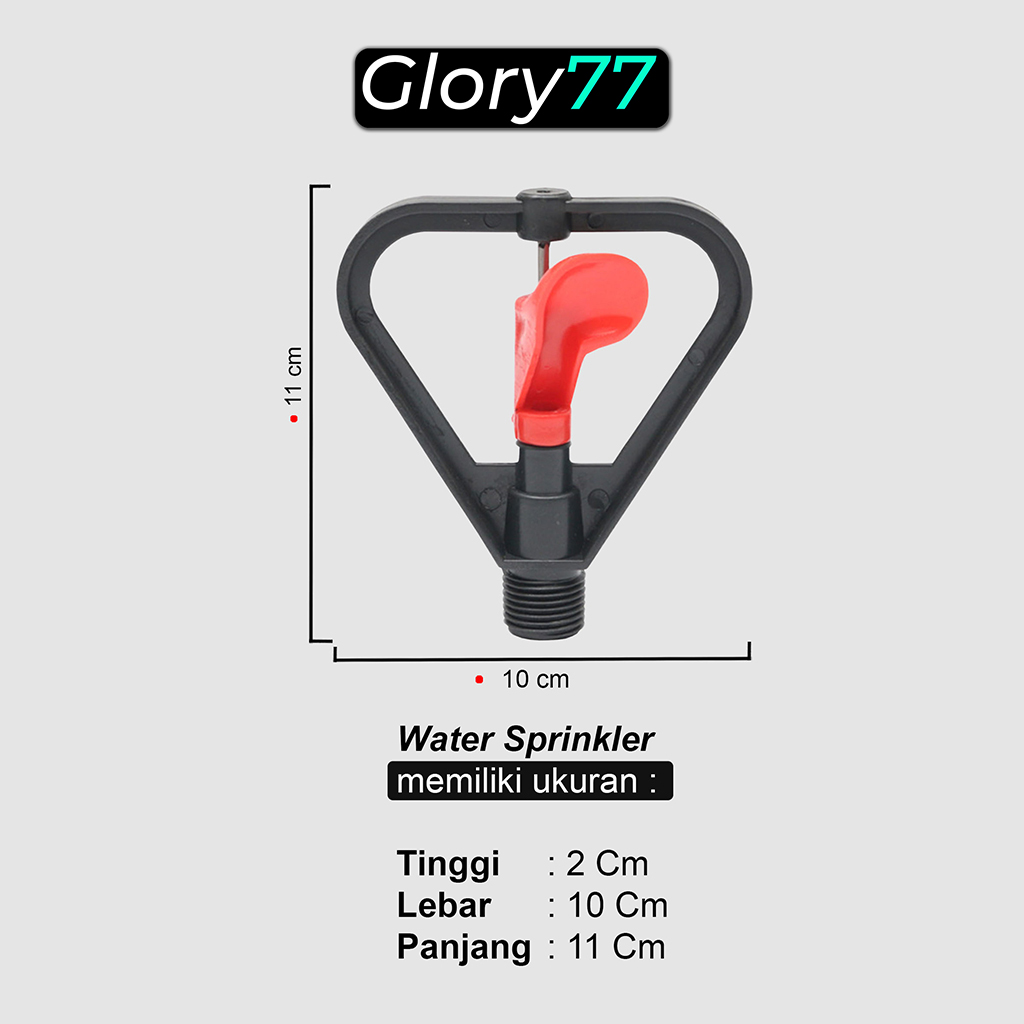 Glory77
11 cm
10 cm
Water Sprinkler
memiliki ukuran :
Tinggi : 2 Cm
Lebar : 10 Cm
Panjang : 11 Cm